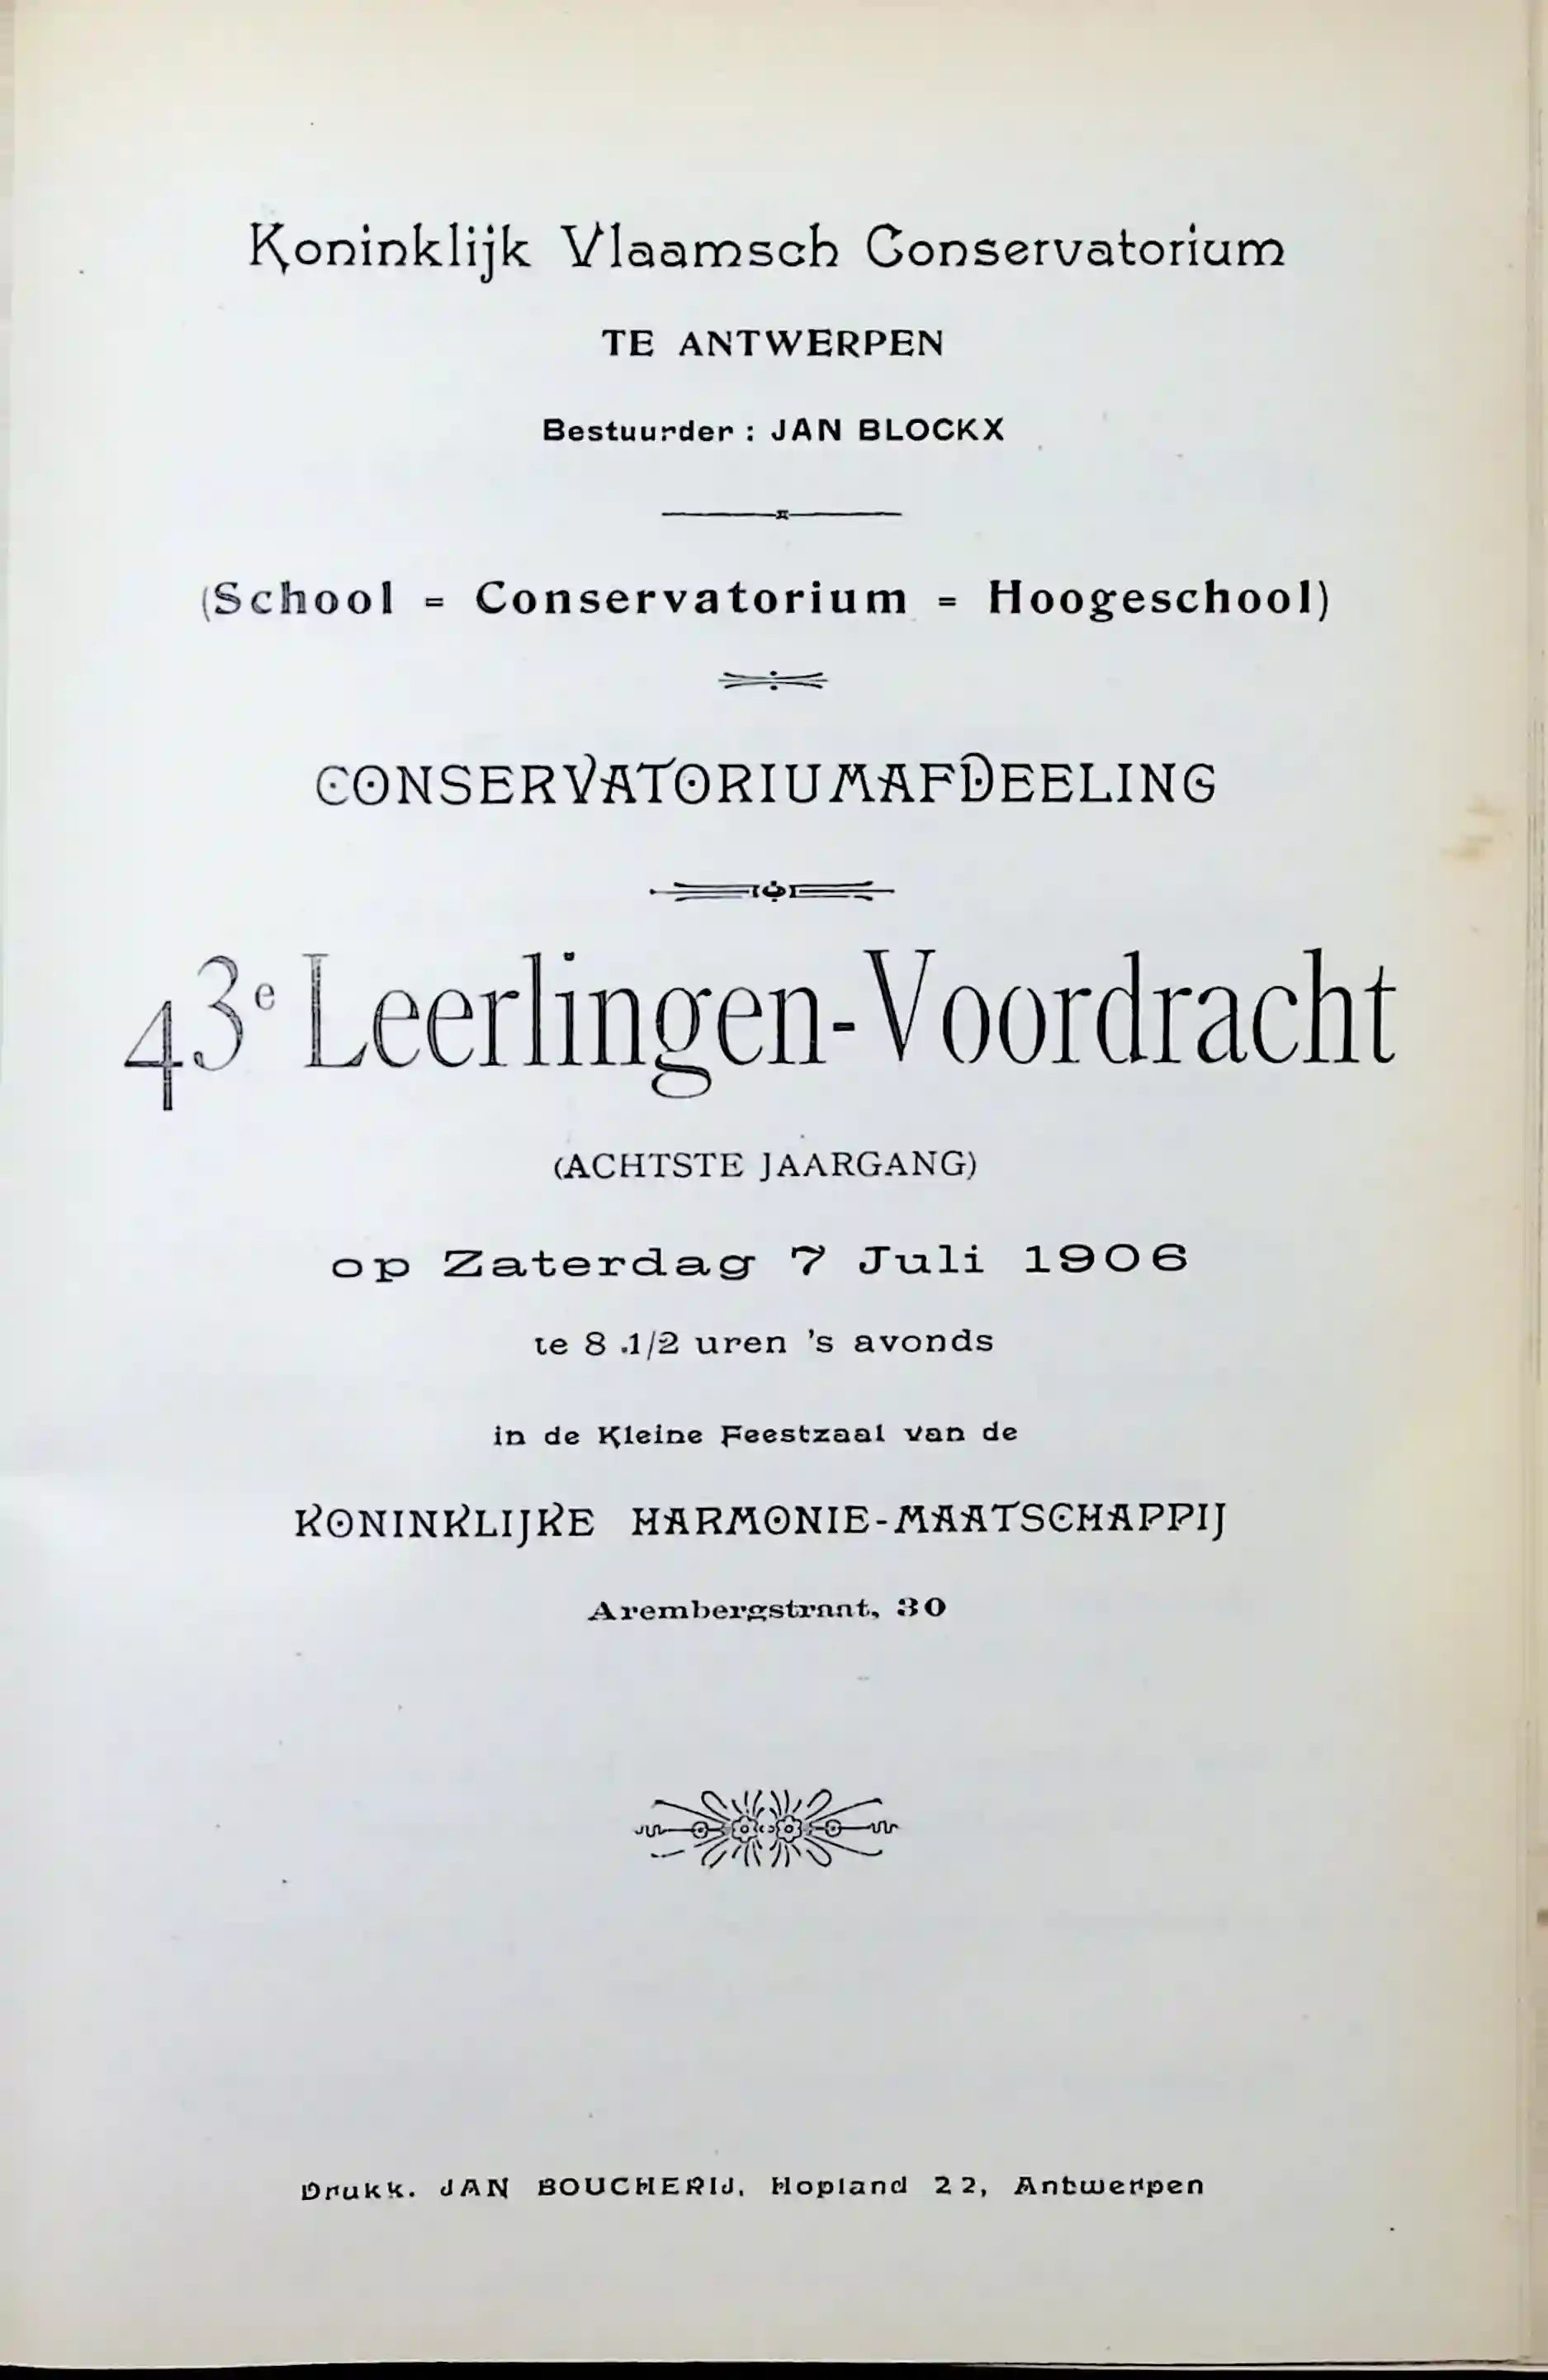 Koninklijk Vlaamsch Conservatorium
TE ANTWERPEN
Bestuurder : JAN BLOCKX
(School = Conservatorium = Hoogeschool)
CONSERVATORIUMAFDEELING
43e Leerlingen-Voordracht
(ACHTSTE JAARGANG)
op Zaterdag 7 Juli 1906
te 8 .1/2 uren 's avonds
in de Kleine Feestzaal van de
KONINKLIJKE HARMONIE-MAATSCHAPPIJ
Arembergstraat, 30
Drukk. JAN BOUCHERIJ, Hopland 22, Antwerpen